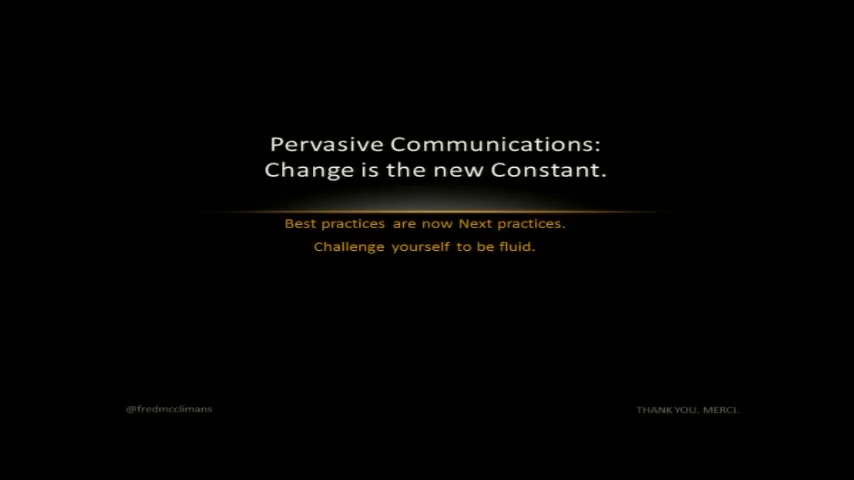 Pervasive Communications:
Change is the new Constant.
Best practices are now Next practices.
Challenge yourself to be fluid.
@fredmcclimans
THANK YOU. MERCI.